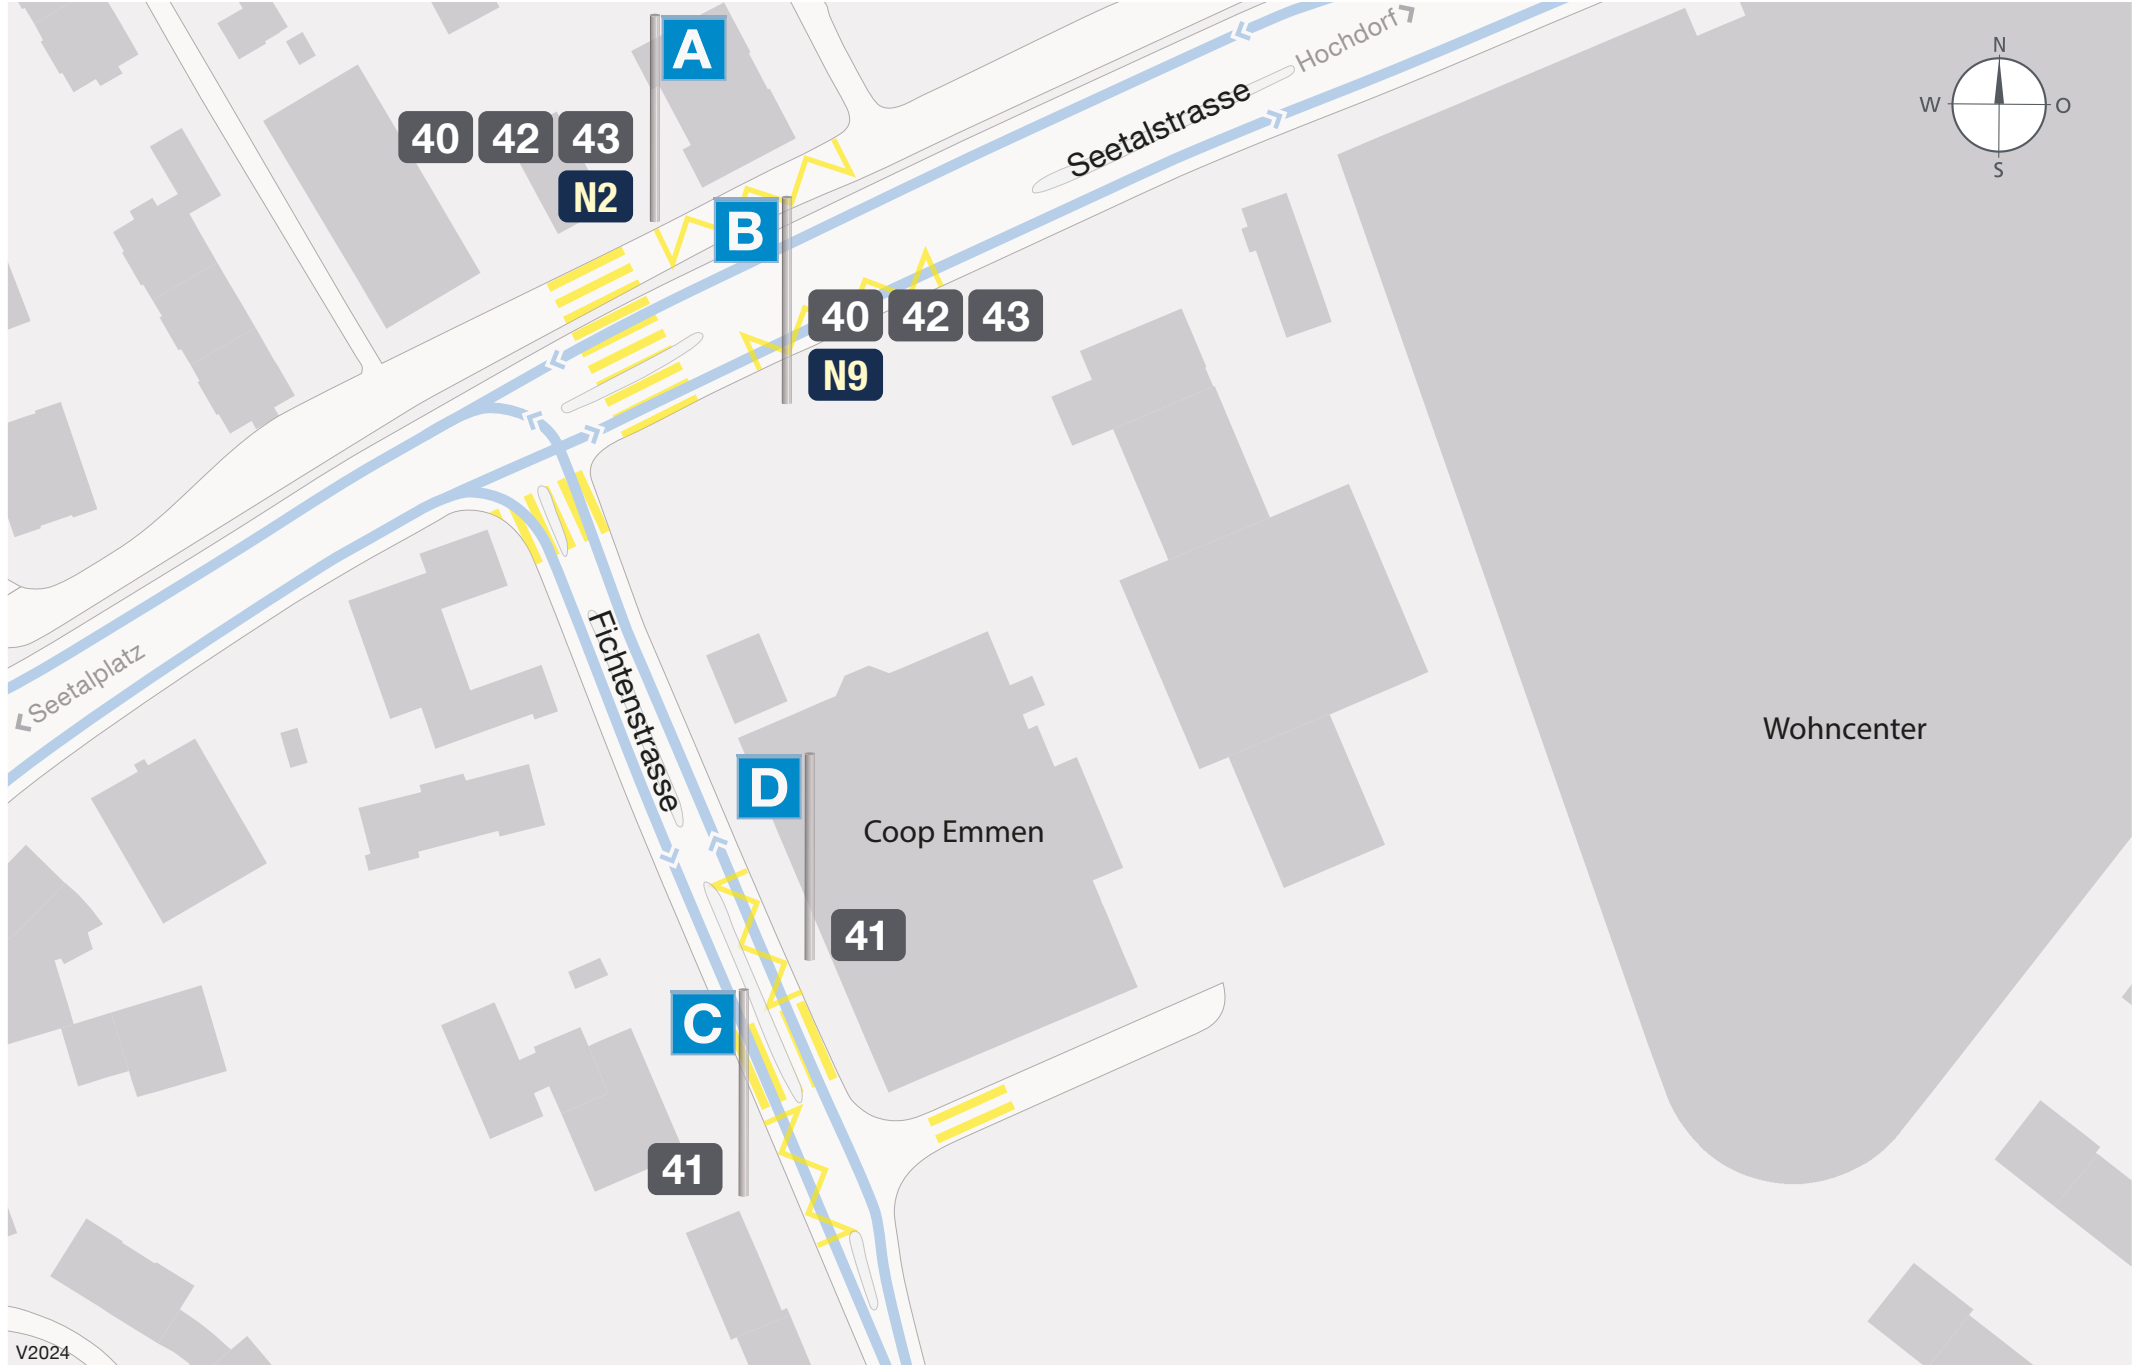 A
Hochdorf
N
W O
S
Seetalstrasse
40 42 43
N2
B
40 42 43
N9
Seetalplatz
Fichtenstrasse
Wohncenter
D
Coop Emmen
41
C
41
V2024